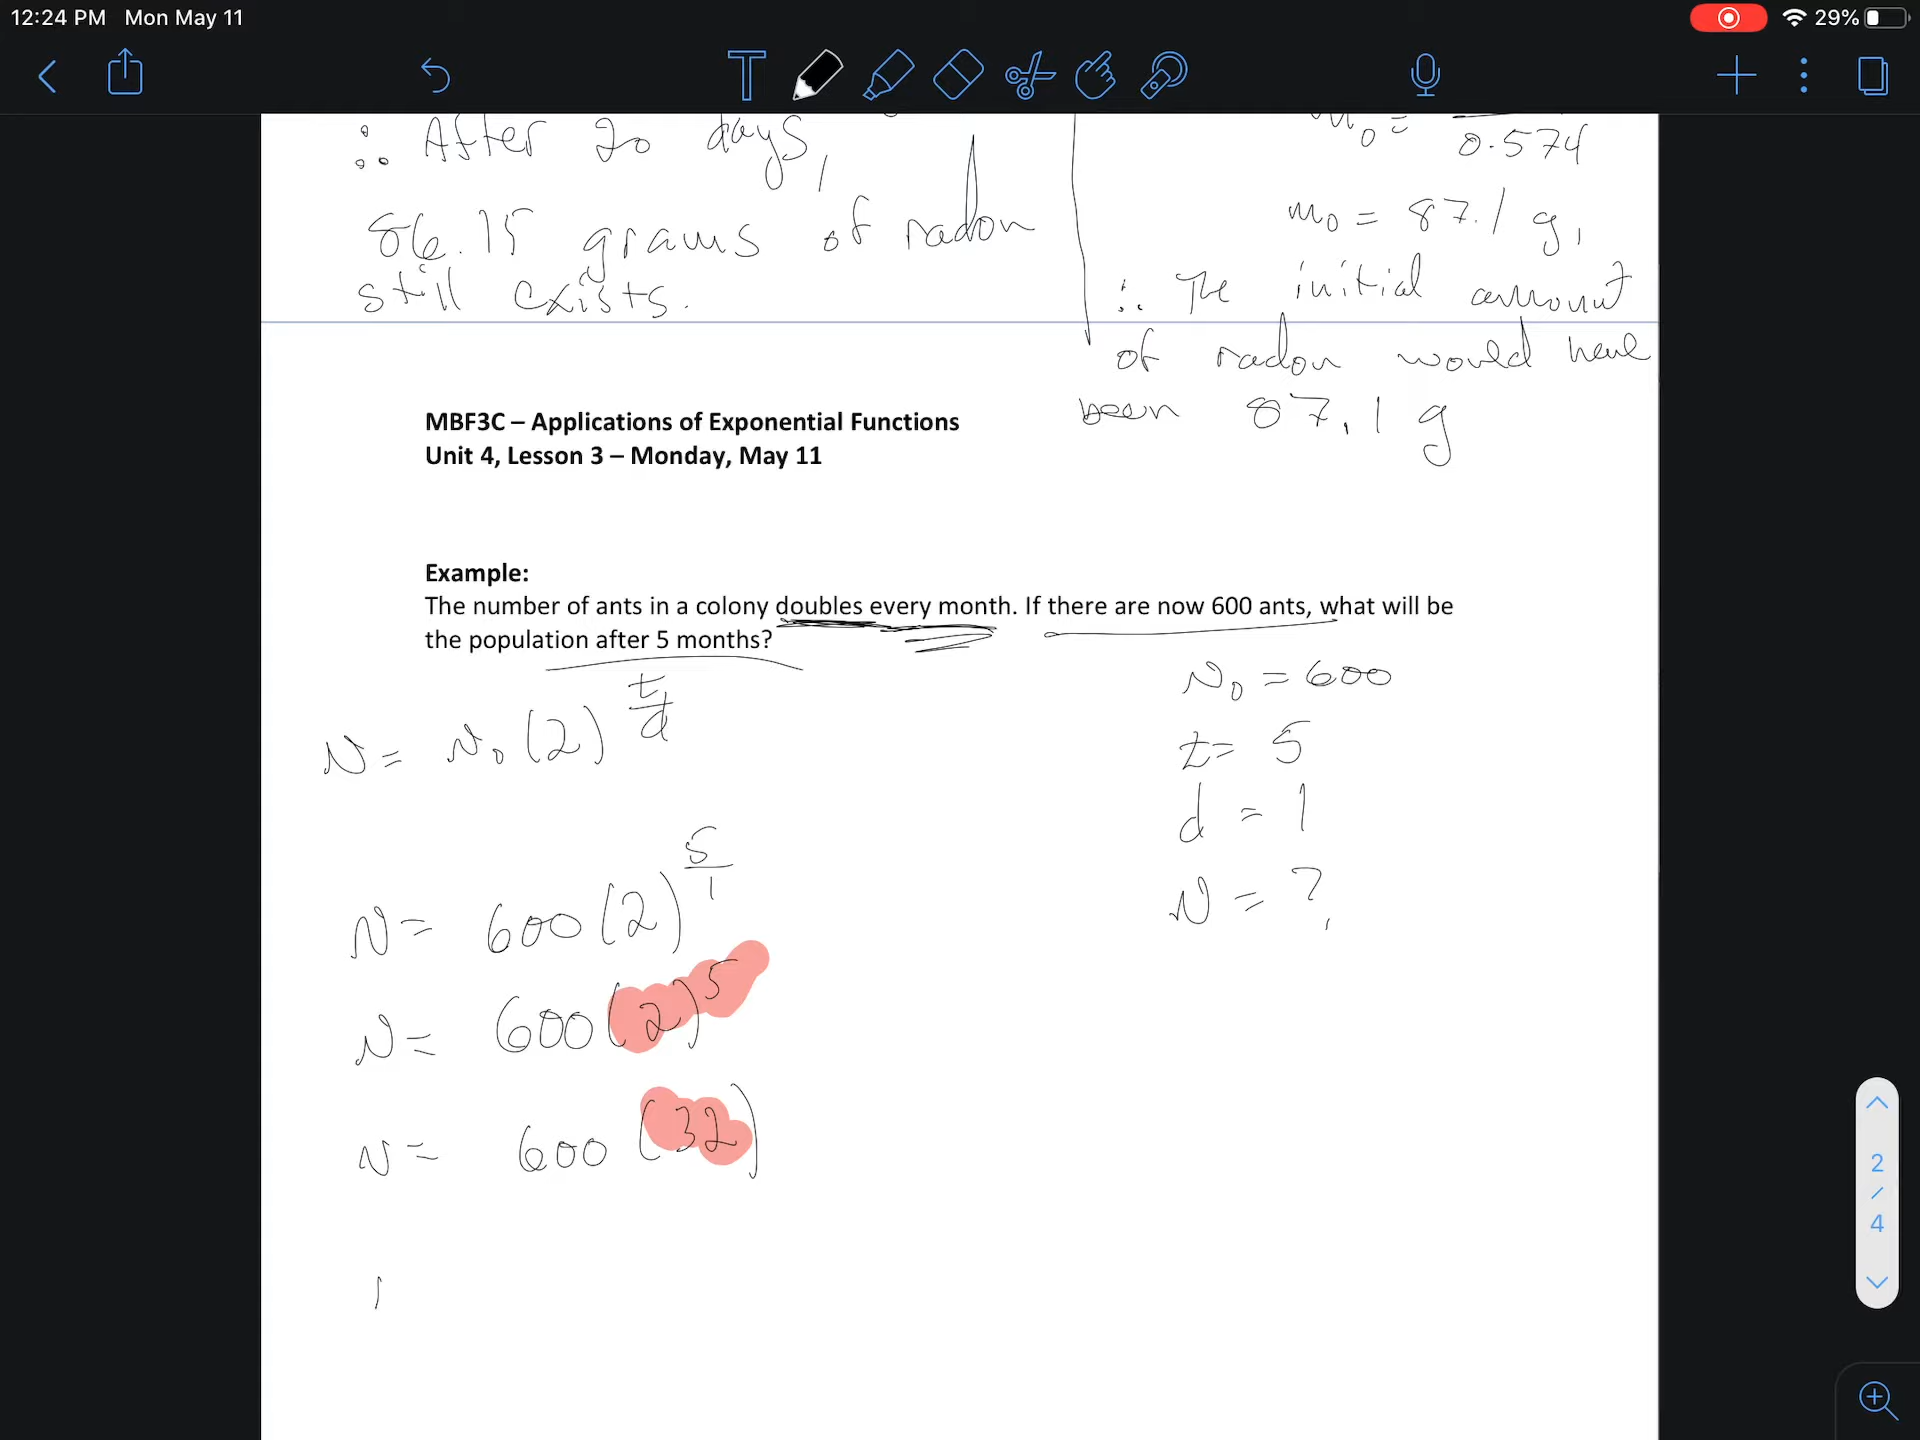 12:24 PM Mon May 11
29%
∴ After 20 days,
86.15 grams of radon
still exists.
m₀ =
0.574
m₀ = 87.1 g,
∴ The initial amount
of radon would have
been 87.1 g
MBF3C – Applications of Exponential Functions
Unit 4, Lesson 3 – Monday, May 11
Example:
The number of ants in a colony doubles every month. If there are now 600 ants, what will be
the population after 5 months?
N = N₀(2)^(t/d)
N = 600(2)^(5/1)
N = 600(2)^5
N = 600(32)
N₀ = 600
t = 5
d = 1
N = ?
2
/
4